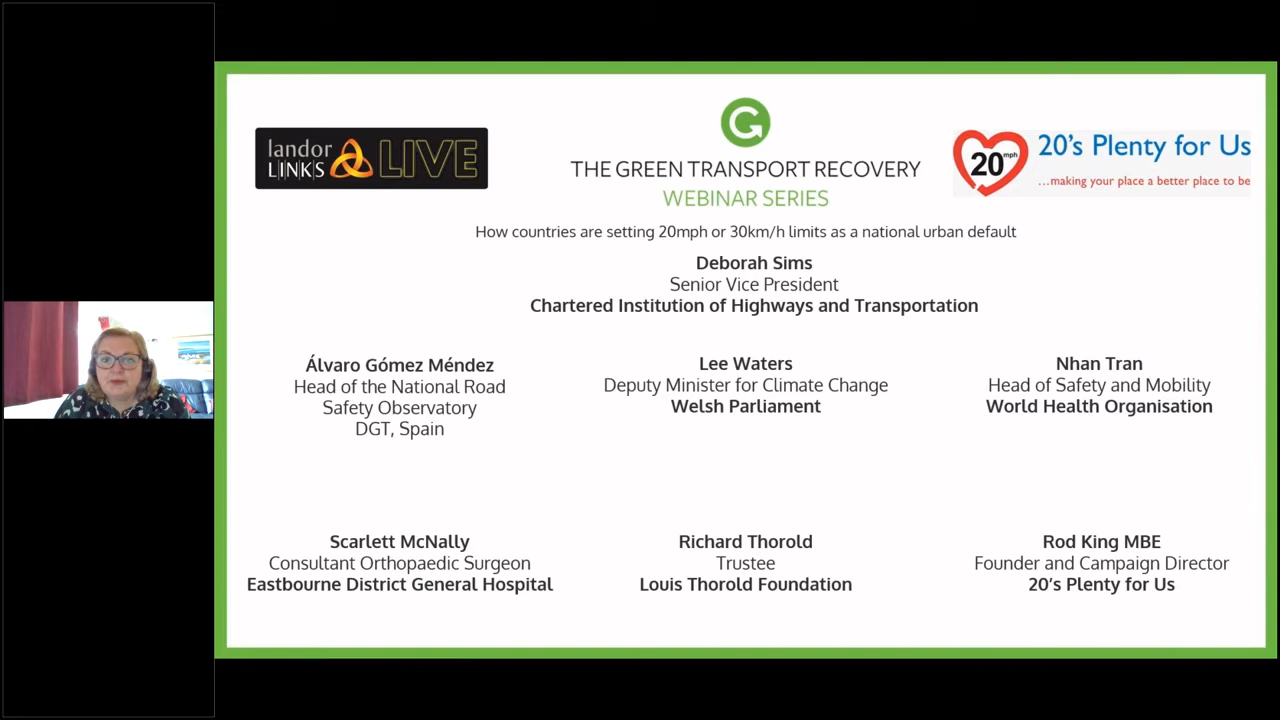 landor
LINKS
LIVE
THE GREEN TRANSPORT RECOVERY
WEBINAR SERIES
20 mph
20's Plenty for Us
...making your place a better place to be
How countries are setting 20mph or 30km/h limits as a national urban default
Deborah Sims
Senior Vice President
Chartered Institution of Highways and Transportation
Álvaro Gómez Méndez
Head of the National Road
Safety Observatory
DGT, Spain
Lee Waters
Deputy Minister for Climate Change
Welsh Parliament
Nhan Tran
Head of Safety and Mobility
World Health Organisation
Scarlett McNally
Consultant Orthopaedic Surgeon
Eastbourne District General Hospital
Richard Thorold
Trustee
Louis Thorold Foundation
Rod King MBE
Founder and Campaign Director
20's Plenty for Us